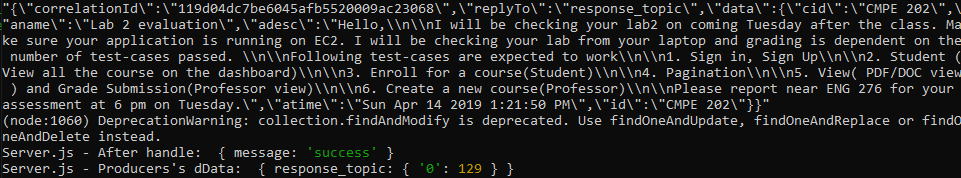 "{\"correlationId\":\"119d04dc7be6045afb5520009ac23068\",\"replyTo\":\"response_topic\",\"data\":{\"cid\":\"CMPE 202\",\
"aname\":\"Lab 2 evaluation\",\"adesc\":\"Hello,\\n\\nI will be checking your lab2 on coming Tuesday after the class. Ma
ke sure your application is running on EC2. I will be checking your lab from your laptop and grading is dependent on the
 number of test-cases passed. \\n\\nFollowing test-cases are expected to work\\n\\n1. Sign in, Sign Up\\n\\n2. Student (
View all the course on the dashboard)\\n\\n3. Enroll for a course(Student)\\n\\n4. Pagination\\n\\n5. View( PDF/DOC view
 ) and Grade Submission(Professor view)\\n\\n6. Create a new course(Professor)\\n\\nPlease report near ENG 276 for your
assessment at 6 pm on Tuesday.\",\"atime\":\"Sun Apr 14 2019 1:21:50 PM\",\"id\":\"CMPE 202\"}}"
(node:1060) DeprecationWarning: collection.findAndModify is deprecated. Use findOneAndUpdate, findOneAndReplace or findO
neAndDelete instead.
Server.js - After handle:  { message: 'success' }
Server.js - Producers's dData:  { response_topic: { '0': 129 } }